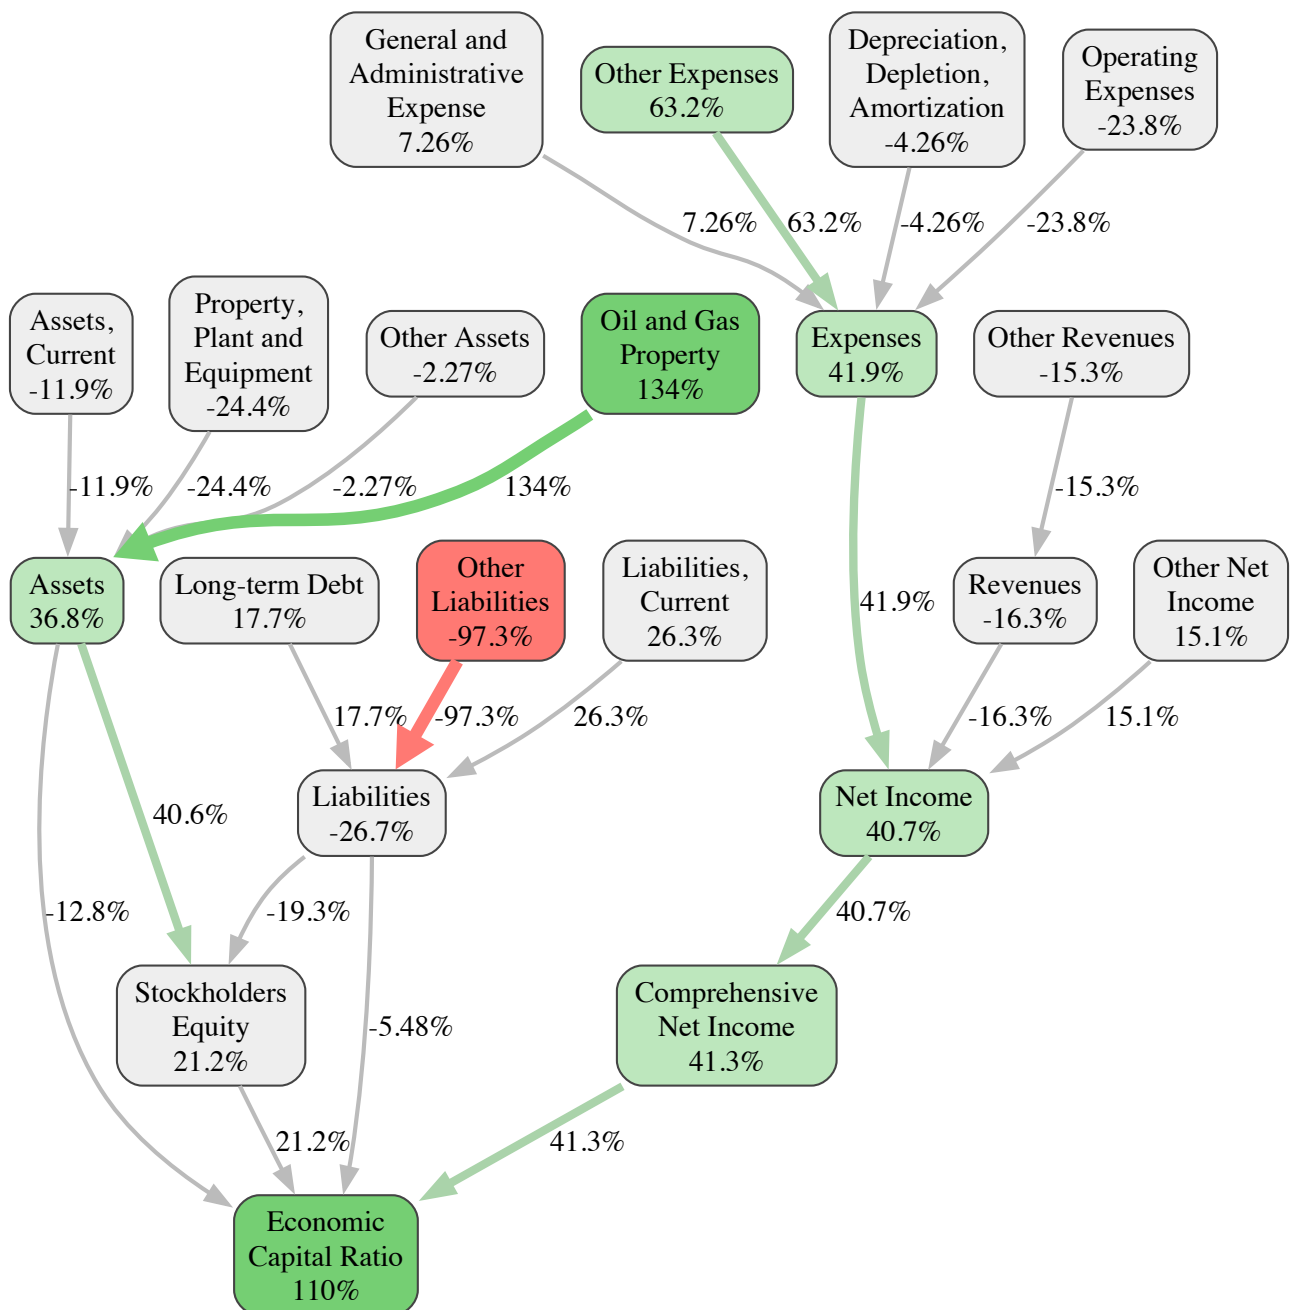 General and
Administrative
Expense
7.26%
Other Expenses
63.2%
Depreciation,
Depletion,
Amortization
-4.26%
Operating
Expenses
-23.8%
7.26%
63.2%
-4.26%
-23.8%
Assets,
Current
-11.9%
Property,
Plant and
Equipment
-24.4%
Other Assets
-2.27%
Oil and Gas
Property
134%
Expenses
41.9%
Other Revenues
-15.3%
-11.9%
-24.4%
-2.27%
134%
-15.3%
Assets
36.8%
Long-term Debt
17.7%
Other
Liabilities
-97.3%
Liabilities,
Current
26.3%
41.9%
Revenues
-16.3%
Other Net
Income
15.1%
17.7%
-97.3%
26.3%
-16.3%
15.1%
40.6%
Liabilities
-26.7%
Net Income
40.7%
-12.8%
-19.3%
40.7%
Stockholders
Equity
21.2%
-5.48%
Comprehensive
Net Income
41.3%
21.2%
41.3%
Economic
Capital Ratio
110%